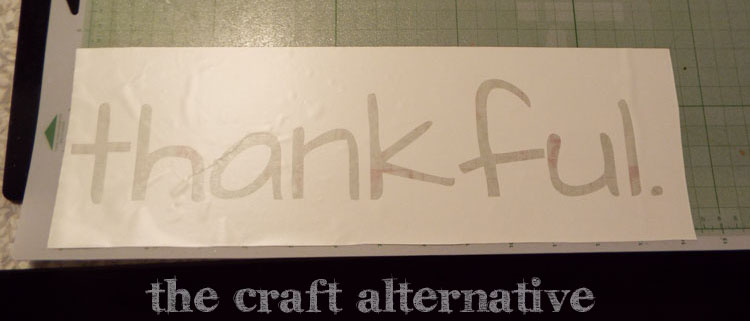 thankful.
the craft alternative